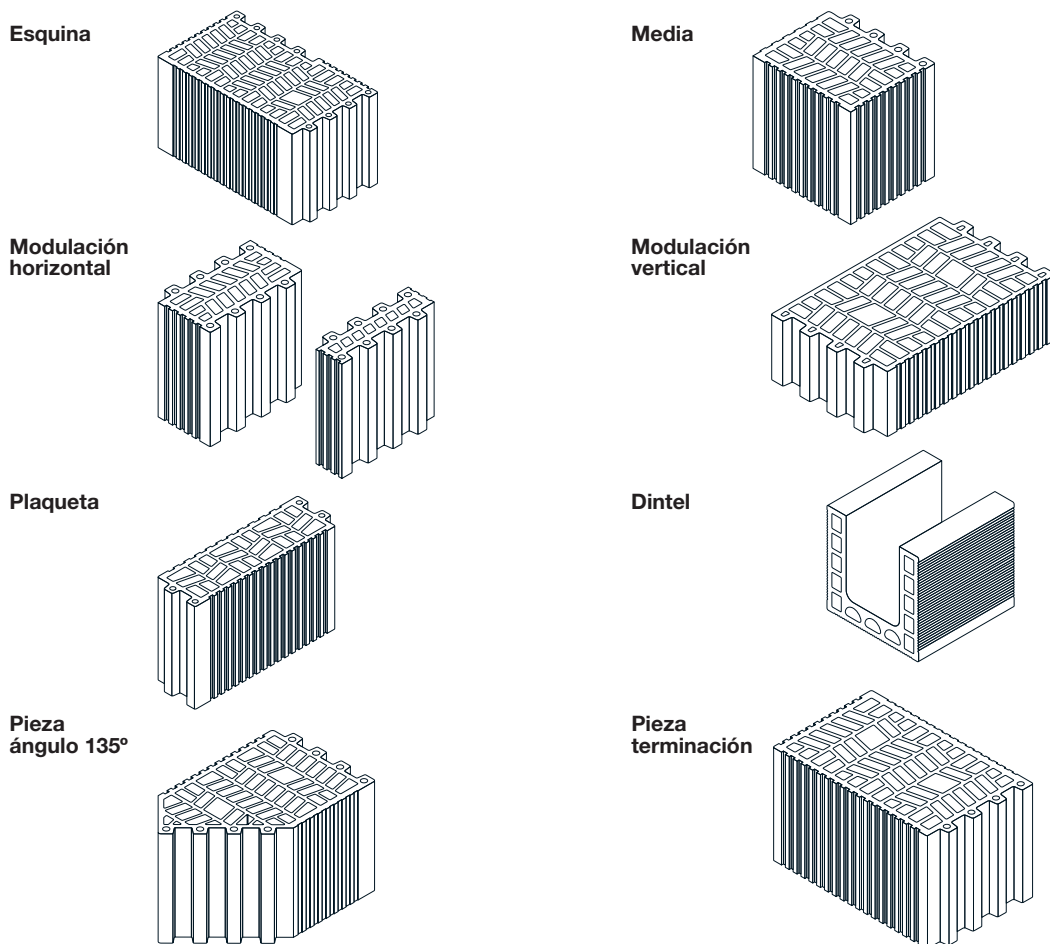 Esquina
Media
Modulación
horizontal
Modulación
vertical
Plaqueta
Dintel
Pieza
ángulo 135º
Pieza
terminación